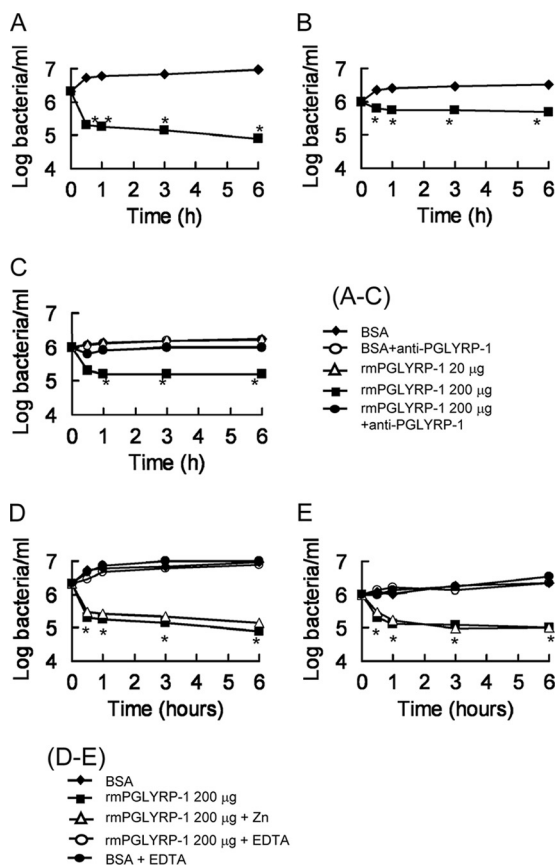 A
Log bacteria/ml
7
6
5
4
0 1 2 3 4 5 6
Time (h)
* * * *
B
Log bacteria/ml
7
6
5
4
0 1 2 3 4 5 6
Time (h)
* * * *
C
Log bacteria/ml
7
6
5
4
0 1 2 3 4 5 6
Time (h)
* * *
(A-C)
BSA
BSA+anti-PGLYRP-1
rmPGLYRP-1 20 µg
rmPGLYRP-1 200 µg
rmPGLYRP-1 200 µg
+anti-PGLYRP-1
D
Log bacteria/ml
7
6
5
4
0 1 2 3 4 5 6
Time (hours)
* * * *
E
Log bacteria/ml
7
6
5
4
0 1 2 3 4 5 6
Time (hours)
* * * *
(D-E)
BSA
rmPGLYRP-1 200 µg
rmPGLYRP-1 200 µg + Zn
rmPGLYRP-1 200 µg + EDTA
BSA + EDTA